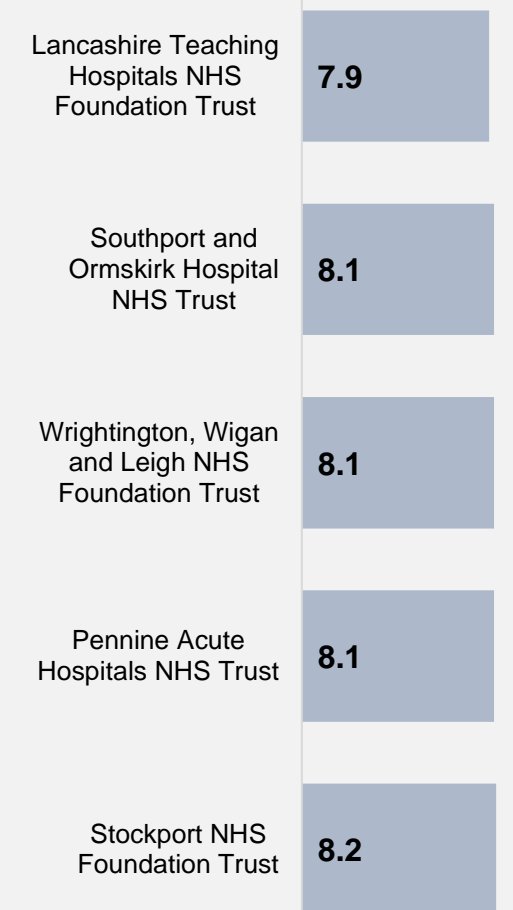 Lancashire Teaching
Hospitals NHS
Foundation Trust
7.9
Southport and
Ormskirk Hospital
NHS Trust
8.1
Wrightington, Wigan
and Leigh NHS
Foundation Trust
8.1
Pennine Acute
Hospitals NHS Trust
8.1
Stockport NHS
Foundation Trust
8.2